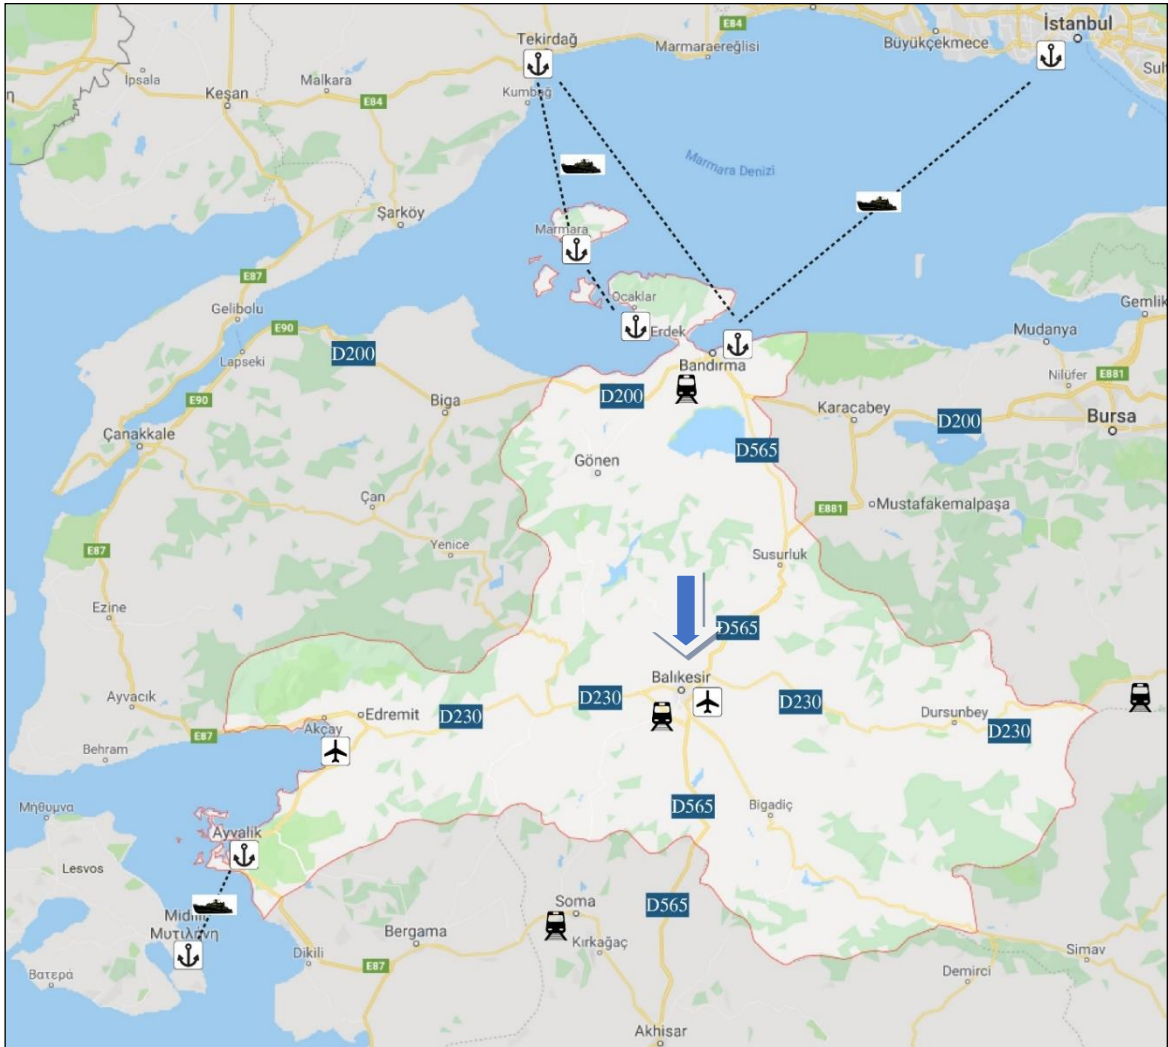 İstanbul
E84
Tekirdağ
Marmaraereğlisi
Büyükçekmece
İpsala
Malkara
Keşan
Kumbağ
E84
Marmara Denizi
Şarköy
Marmara
E87
Ocaklar
Gelibolu
Gemlik
E90
Erdek
Mudanya
D200
Lapseki
Bandırma
E881
Nilüfer
E90
D200
Biga
Karacabey
D200
Bursa
Çanakkale
D565
Gönen
Çan
E881
Mustafakemalpaşa
E87
Yenice
Susurluk
Ezine
D565
Balıkesir
Ayvacık
D230
D230
Edremit
D230
Dursunbey
Akçay
E87
D230
Behram
Μήθυμνα
D565
Bigadiç
Ayvalık
Lesvos
Soma
D565
Midilli
Μυτιλήνη
Bergama
Kırkağaç
Dikili
E87
Simav
Βατερά
Demirci
Akhisar